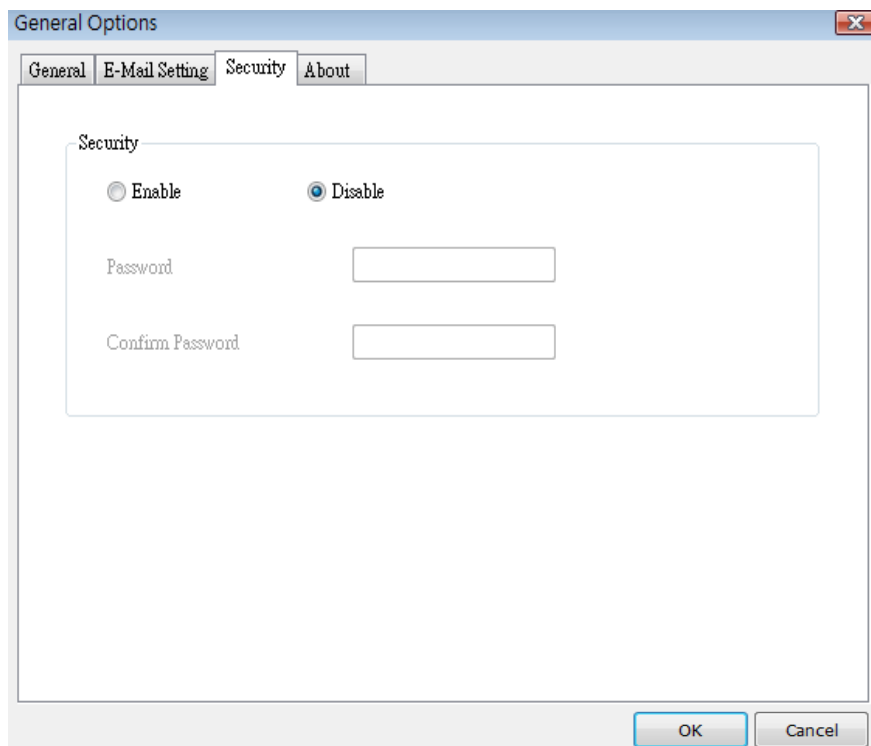 General Options
General E-Mail Setting Security About
Security
Enable Disable
Password
Confirm Password
OK Cancel